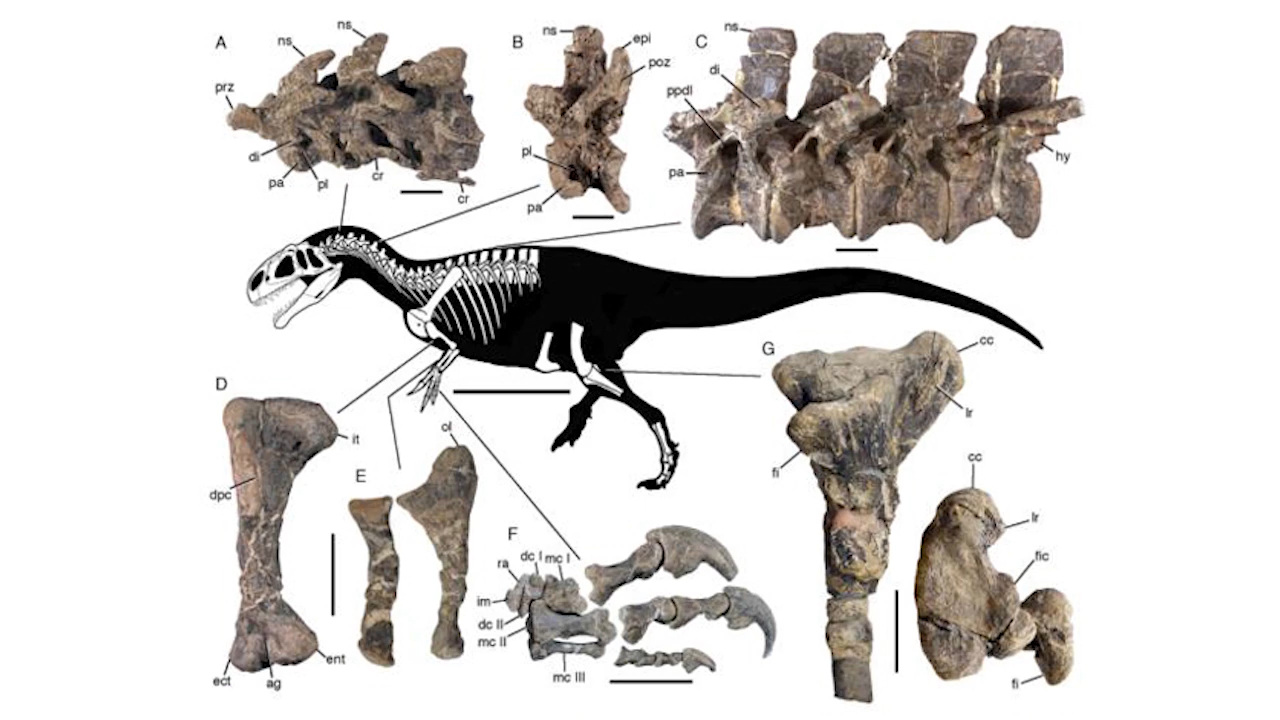 A
ns
ns
prz
di
pa
pl
cr
cr
B
ns
epi
poz
pl
pa
C
ns
di
ppdl
pa
hy
D
it
dpc
ect
ag
ent
E
ol
F
ra
dc I
mc I
im
dc II
mc II
mc III
G
cc
lr
fi
cc
lr
fic
fi